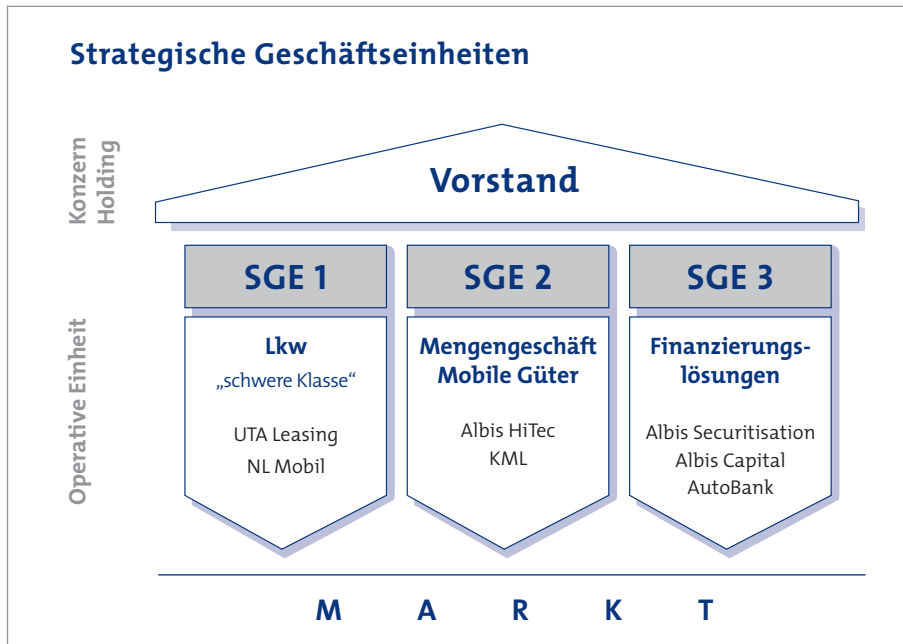 Strategische Geschäftseinheiten
Konzern
Holding
Vorstand
Operative Einheit
SGE 1
Lkw
„schwere Klasse“
UTA Leasing
NL Mobil
SGE 2
Mengengeschäft
Mobile Güter
Albis HiTec
KML
SGE 3
Finanzierungs-
lösungen
Albis Securitisation
Albis Capital
AutoBank
M A R K T